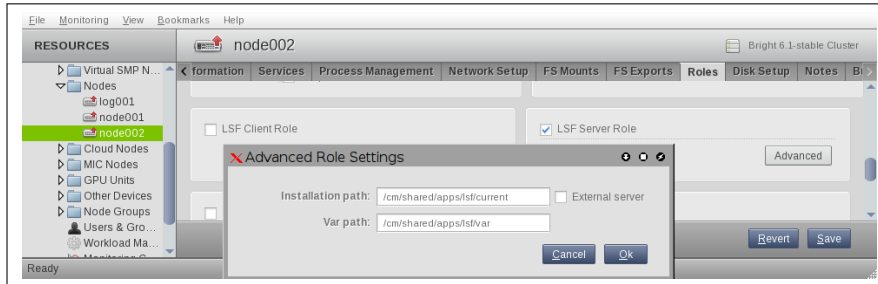 File Monitoring View Bookmarks Help
RESOURCES
node002
Bright 6.1-stable Cluster
Virtual SMP N...
Nodes
log001
node001
node002
Cloud Nodes
MIC Nodes
GPU Units
Other Devices
Node Groups
Users & Gro...
Workload Ma...
formation Services Process Management Network Setup FS Mounts FS Exports Roles Disk Setup Notes
LSF Client Role
LSF Server Role
Advanced
Advanced Role Settings
Installation path: /cm/shared/apps/lsf/current External server
Var path: /cm/shared/apps/lsf/var
Cancel Ok
Revert Save
Ready